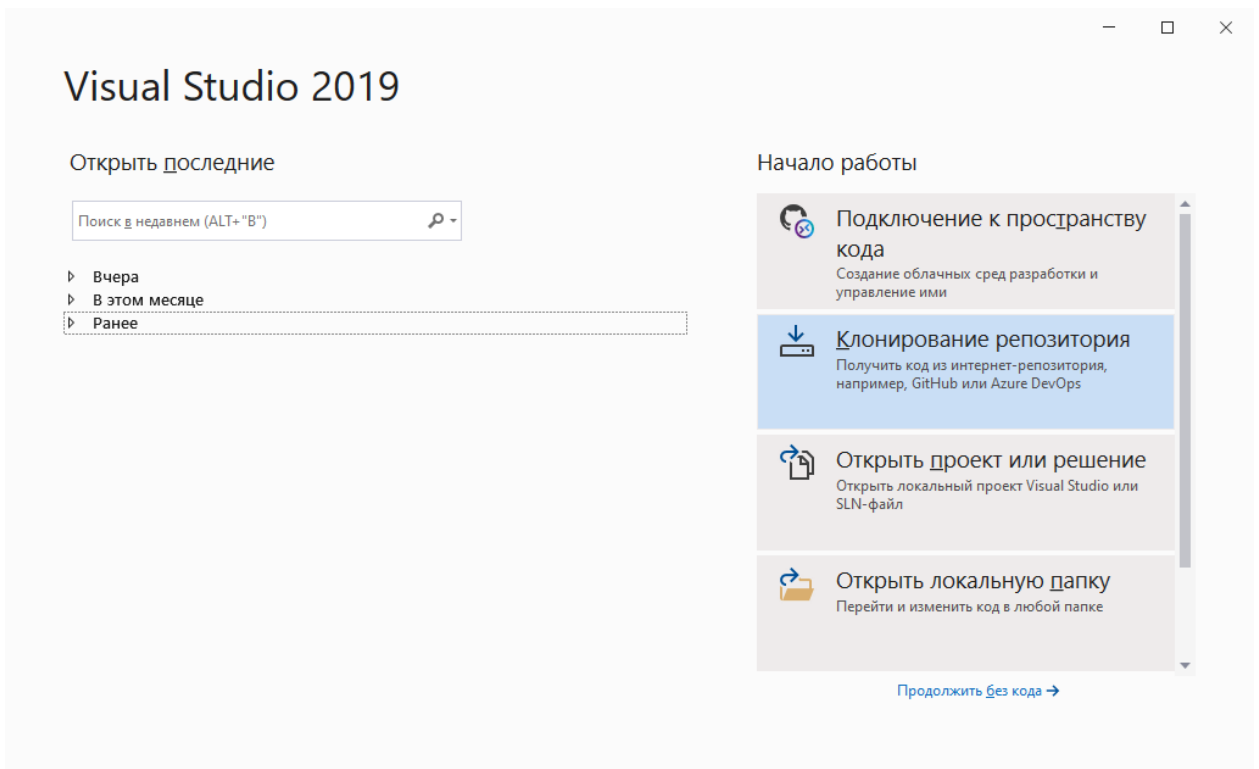 Visual Studio 2019
Открыть последние
Поиск в недавнем (ALT+"В")
Вчера
В этом месяце
Ранее
Начало работы
Подключение к пространству
кода
Создание облачных сред разработки и
управление ими
Клонирование репозитория
Получить код из интернет-репозитория,
например, GitHub или Azure DevOps
Открыть проект или решение
Открыть локальный проект Visual Studio или
SLN-файл
Открыть локальную папку
Перейти и изменить код в любой папке
Продолжить без кода →